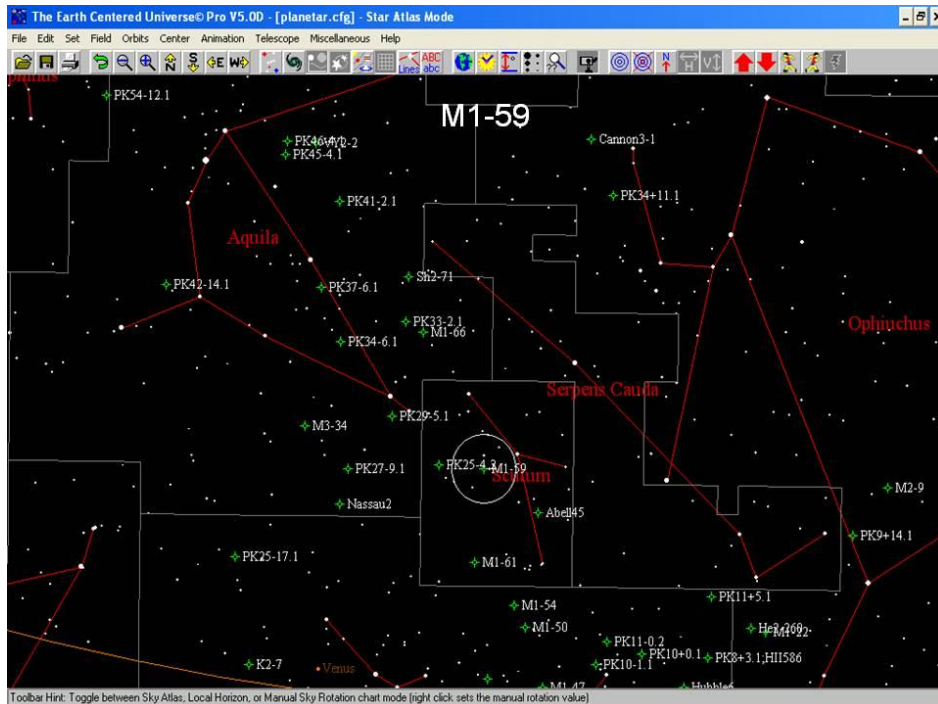 The Earth Centered Universe© Pro V5.0D - [planetar.cfg] - Star Atlas Mode
File Edit Set Field Orbits Center Animation Telescope Miscellaneous Help
N S E W Lines ABC abc N H V
PK54-12.1
M1-59
PK45-4.1
Cannon3-1
PK34+11.1
PK41-2.1
Aquila
Sh2-71
PK42-14.1
PK37-6.1
PK33-2.1
M1-66
Ophiuchus
PK34-6.1
Serpens Cauda
PK29-5.1
M3-34
PK25-4.2
M1-59
Scutum
PK27-9.1
M2-9
Nassau2
Abell45
PK9+14.1
PK25-17.1
M1-61
PK11+5.1
M1-54
M1-50
PK11-0.2
PK10+0.1
PK8+3.1;HII586
K2-7
Venus
PK10-1.1
M1-47
Toolbar Hint: Toggle between Sky Atlas, Local Horizon, or Manual Sky Rotation chart mode (right click sets the manual rotation value)